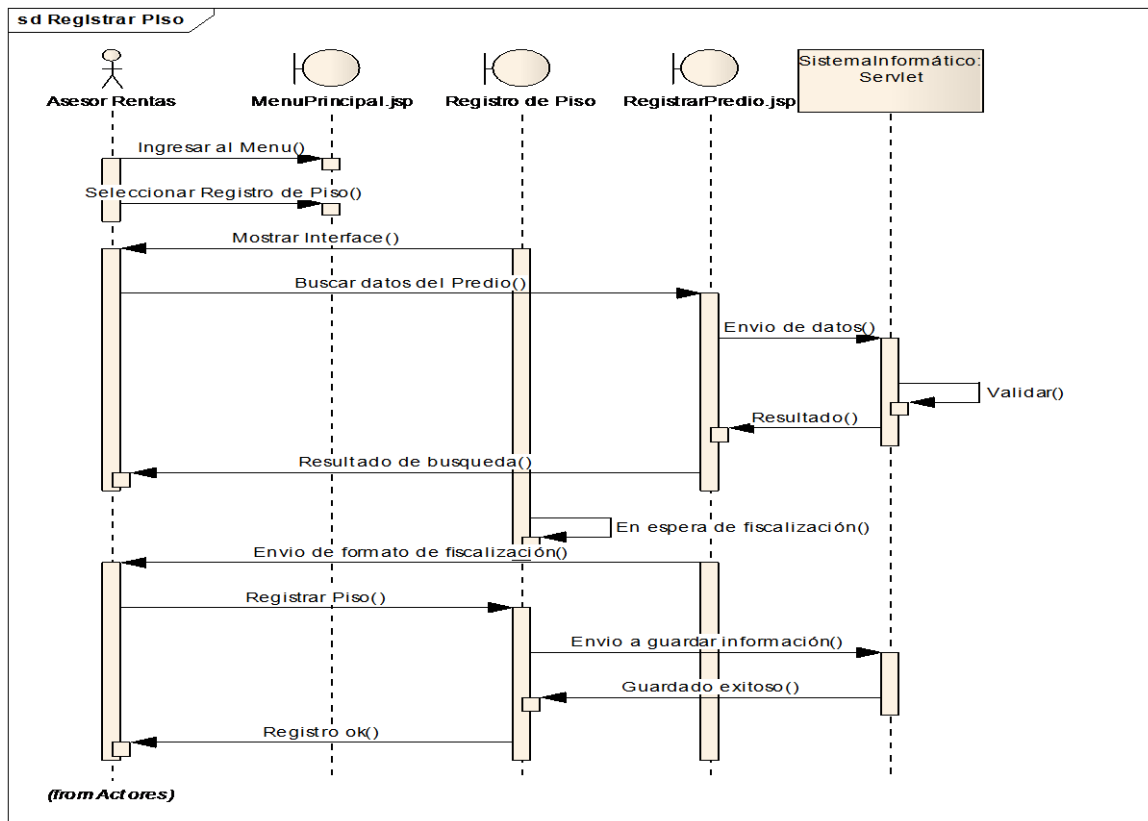 sd Registrar Piso
Asesor Rentas
MenuPrincipal.jsp
Registro de Piso
RegistrarPredio.jsp
SistemaInformático:
Servlet
Ingresar al Menu()
Seleccionar Registro de Piso()
Mostrar Interface()
Buscar datos del Predio()
Envio de datos()
Validar()
Resultado()
Resultado de busqueda()
En espera de fiscalización()
Envio de formato de fiscalización()
Registrar Piso()
Envio a guardar información()
Guardado exitoso()
Registro ok()
(from Actores)